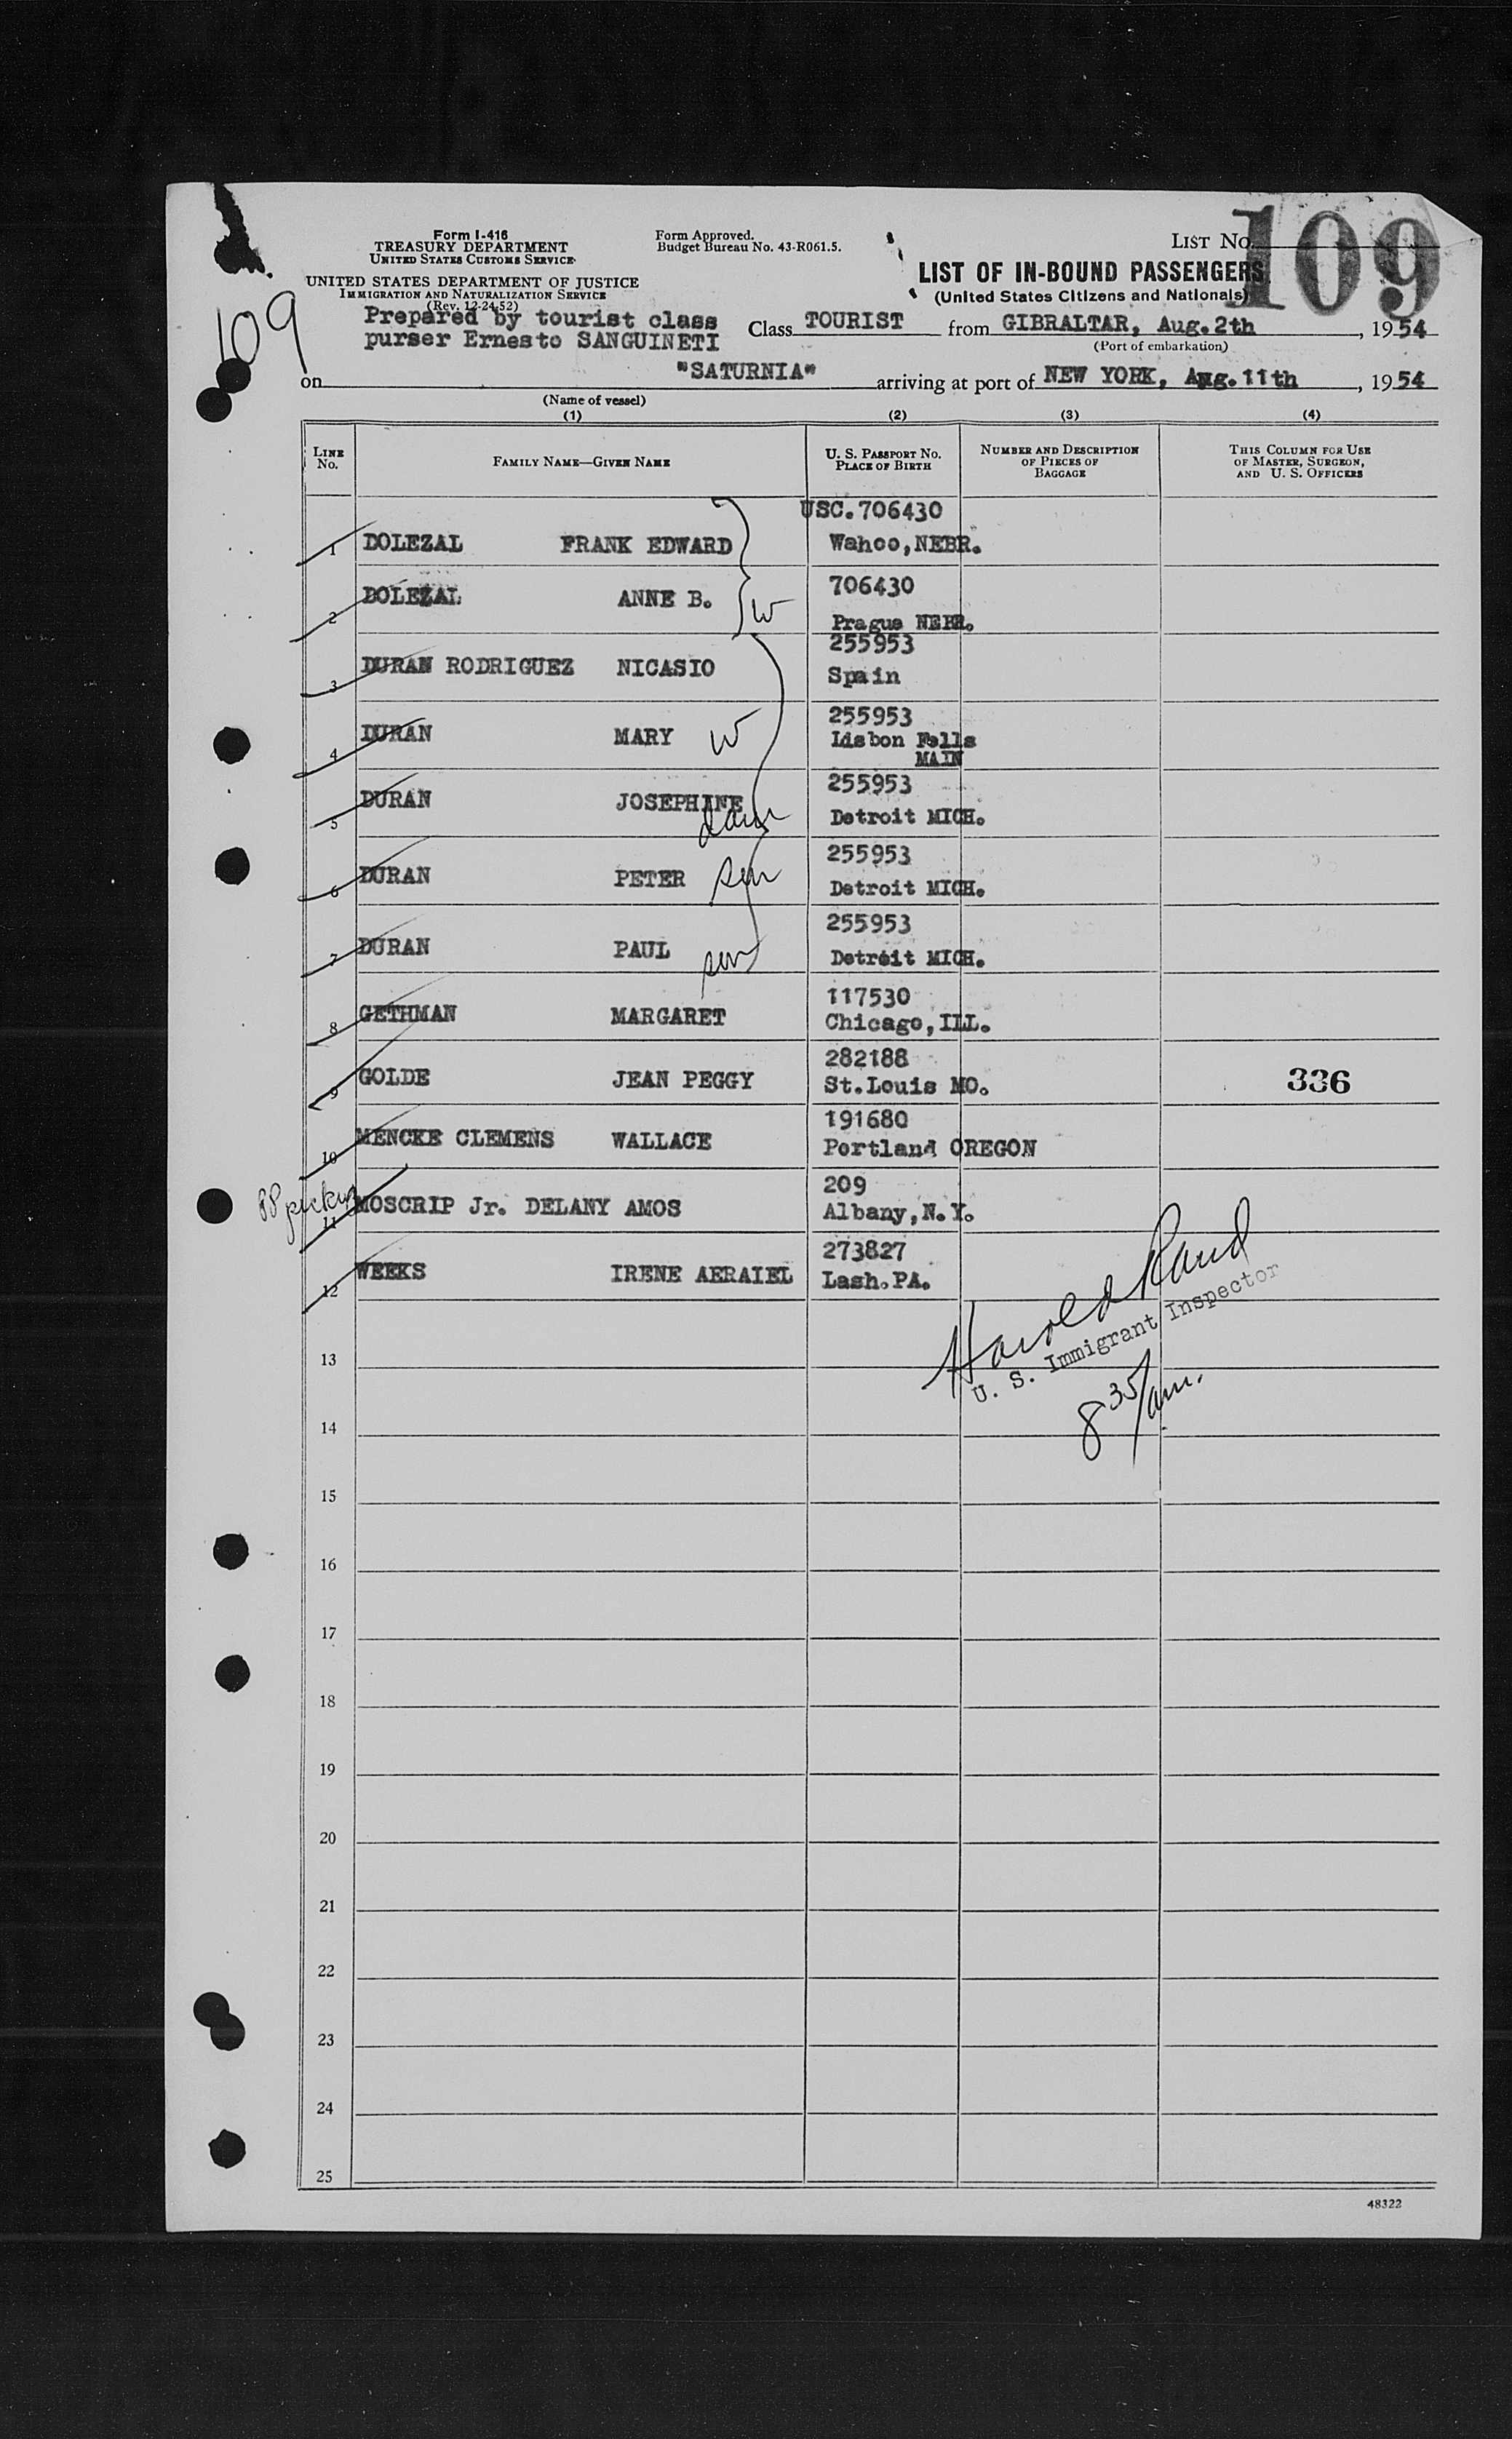 109
Form I-416
TREASURY DEPARTMENT
UNITED STATES CUSTOMS SERVICE
UNITED STATES DEPARTMENT OF JUSTICE
IMMIGRATION AND NATURALIZATION SERVICE
(Rev. 12-24-52)
Form Approved.
Budget Bureau No. 43-R061.5.
LIST No. 109
LIST OF IN-BOUND PASSENGERS
(United States Citizens and Nationals)
Prepared by tourist class
purser Ernesto SANGUINETI
Class TOURIST from GIBRALTAR, Aug.2th, 1954
(Port of embarkation)
on "SATURNIA" arriving at port of NEW YORK, Aug.11th, 1954
(Name of vessel)
(1) (2) (3) (4)
LINE No. FAMILY NAME—GIVEN NAME U. S. PASSPORT No. PLACE OF BIRTH NUMBER AND DESCRIPTION OF PIECES OF BAGGAGE THIS COLUMN FOR USE OF MASTER, SURGEON, AND U. S. OFFICERS
USC.706430
1 DOLEZAL FRANK EDWARD Wahoo,NEBR.
706430
2 DOLEZAL ANNE B. W
Prague NEBR.
255953
3 DURAN RODRIGUEZ NICASIO Spain
255953
4 DURAN MARY W Lisbon Falls
MAIN
255953
5 DURAN JOSEPHINE Detroit MICH.
255953
6 DURAN PETER Detroit MICH.
255953
7 DURAN PAUL Detroit MICH.
117530
8 GETHMAN MARGARET Chicago,ILL.
282188
9 GOLDE JEAN PEGGY St.Louis MO. 336
191680
10 MENCKE CLEMENS WALLACE Portland OREGON
209
11 MOSCRIP Jr. DELANY AMOS Albany,N.Y.
273827
12 WEEKS IRENE AERAIEL Lash.PA.
Harold Rand
U. S. Immigrant Inspector
13
8 35/am.
14
15
16
17
18
19
20
21
22
23
24
25
48322